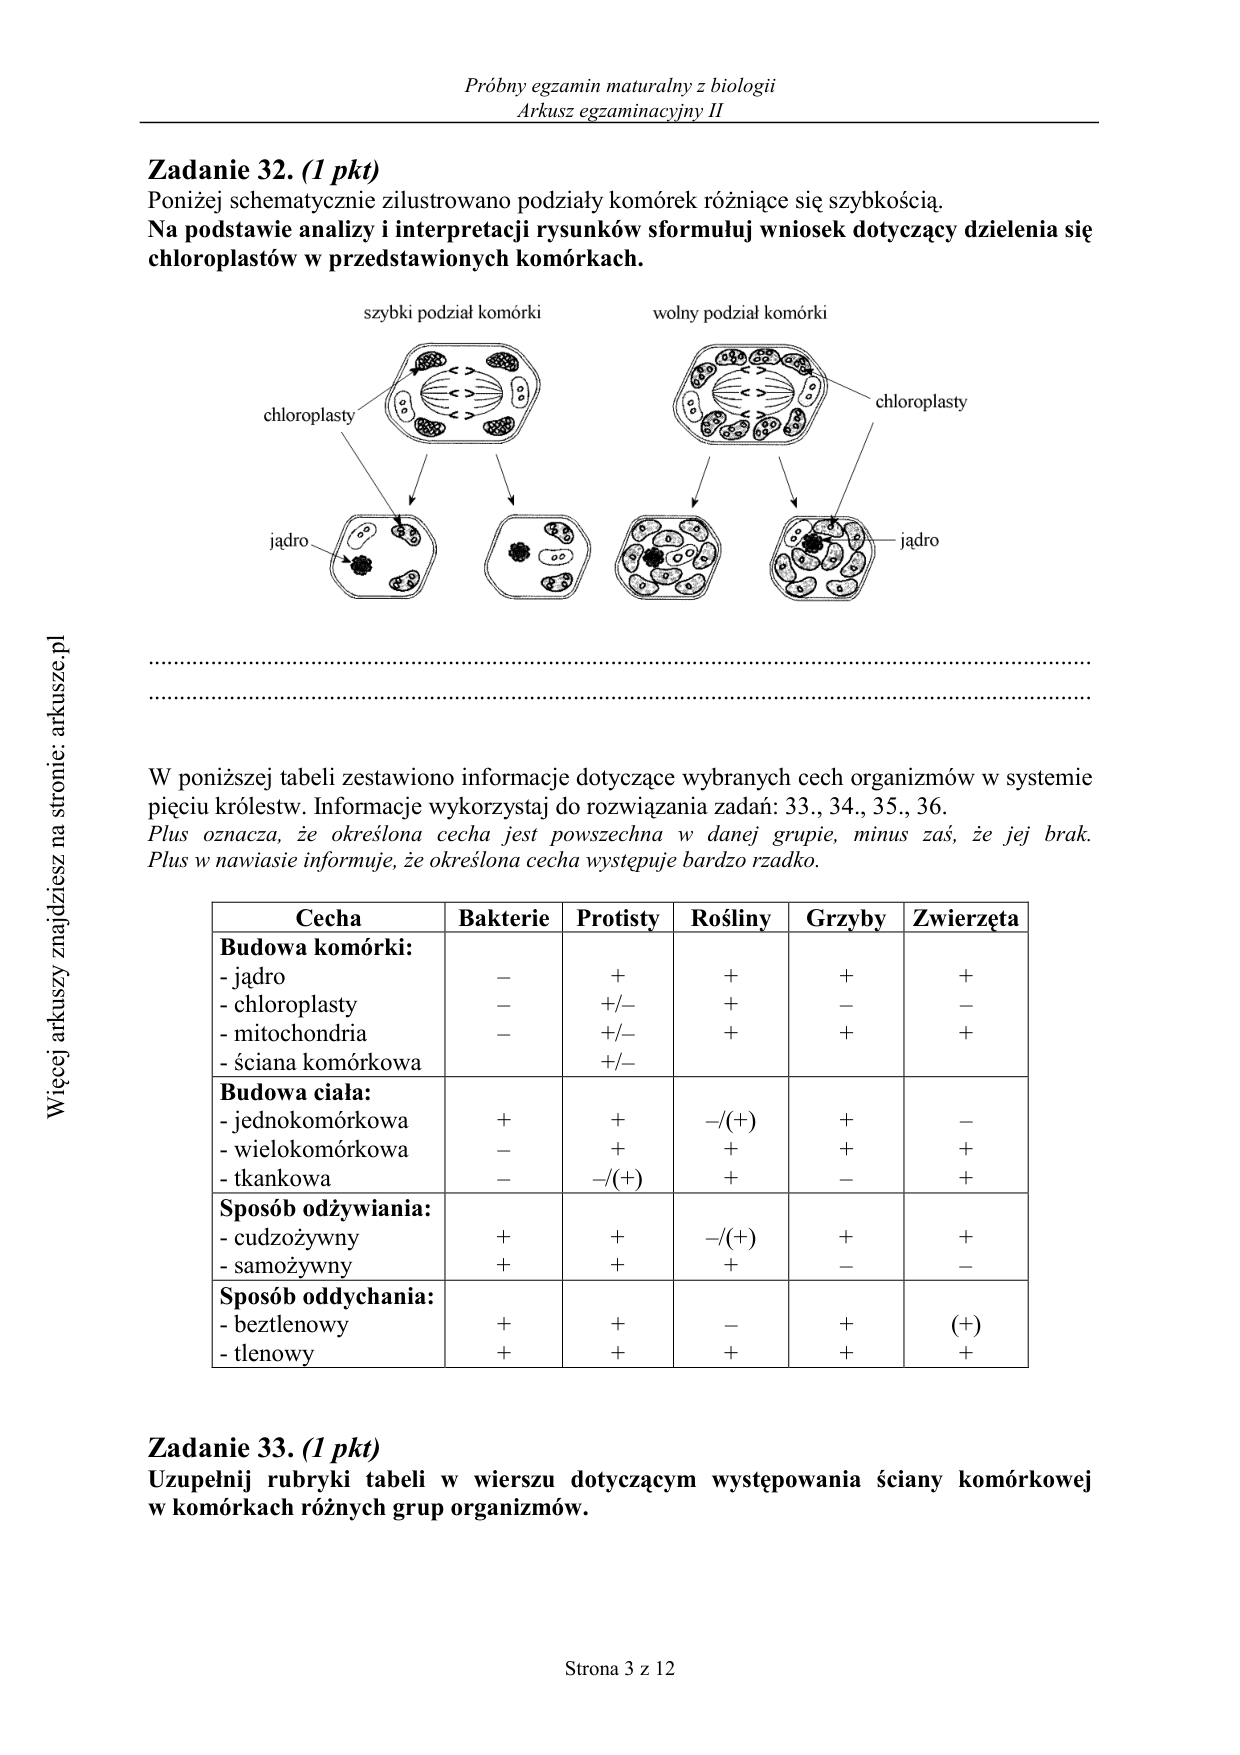 Próbny egzamin maturalny z biologii
Arkusz egzaminacyjny II
Zadanie 32. (1 pkt)
Poniżej schematycznie zilustrowano podziały komórek różniące się szybkością.
Na podstawie analizy i interpretacji rysunków sformułuj wniosek dotyczący dzielenia się
chloroplastów w przedstawionych komórkach.
szybki podział komórki wolny podział komórki
chloroplasty chloroplasty
jądro jądro
................................................................................
................................................................................
W poniższej tabeli zestawiono informacje dotyczące wybranych cech organizmów w systemie
pięciu królestw. Informacje wykorzystaj do rozwiązania zadań: 33., 34., 35., 36.
Plus oznacza, że określona cecha jest powszechna w danej grupie, minus zaś, że jej brak.
Plus w nawiasie informuje, że określona cecha występuje bardzo rzadko.
Cecha Bakterie Protisty Rośliny Grzyby Zwierzęta
Budowa komórki:
- jądro – + + + +
- chloroplasty – +/– + – –
- mitochondria – +/– + + +
- ściana komórkowa +/–
Budowa ciała:
- jednokomórkowa + + –/(+) + –
- wielokomórkowa – + + + +
- tkankowa – –/(+) + – +
Sposób odżywiania:
- cudzożywny + + –/(+) + +
- samożywny + + + – –
Sposób oddychania:
- beztlenowy + + – + (+)
- tlenowy + + + + +
Zadanie 33. (1 pkt)
Uzupełnij rubryki tabeli w wierszu dotyczącym występowania ściany komórkowej
w komórkach różnych grup organizmów.
Strona 3 z 12
Więcej arkuszy znajdziesz na stronie: arkusze.pl